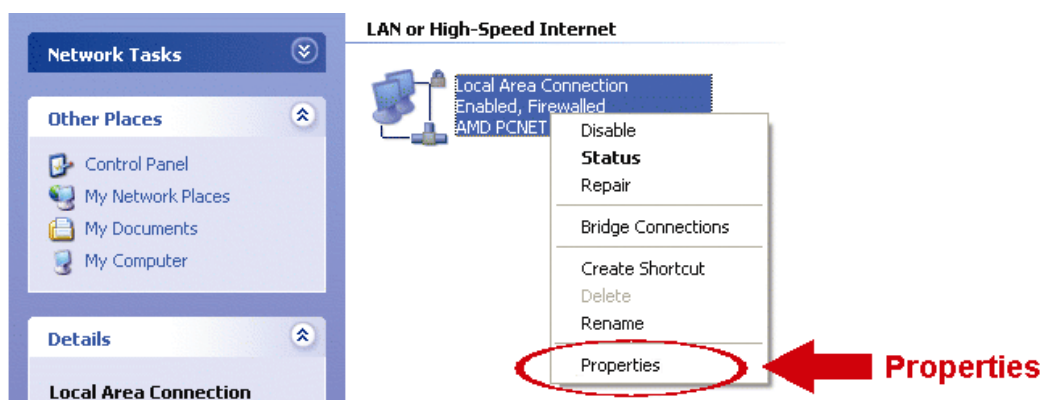 Network Tasks
Other Places
Control Panel
My Network Places
My Documents
My Computer
Details
Local Area Connection
LAN or High-Speed Internet
Local Area Connection
Enabled, Firewalled
AMD PCNET
Disable
Status
Repair
Bridge Connections
Create Shortcut
Delete
Rename
Properties
Properties